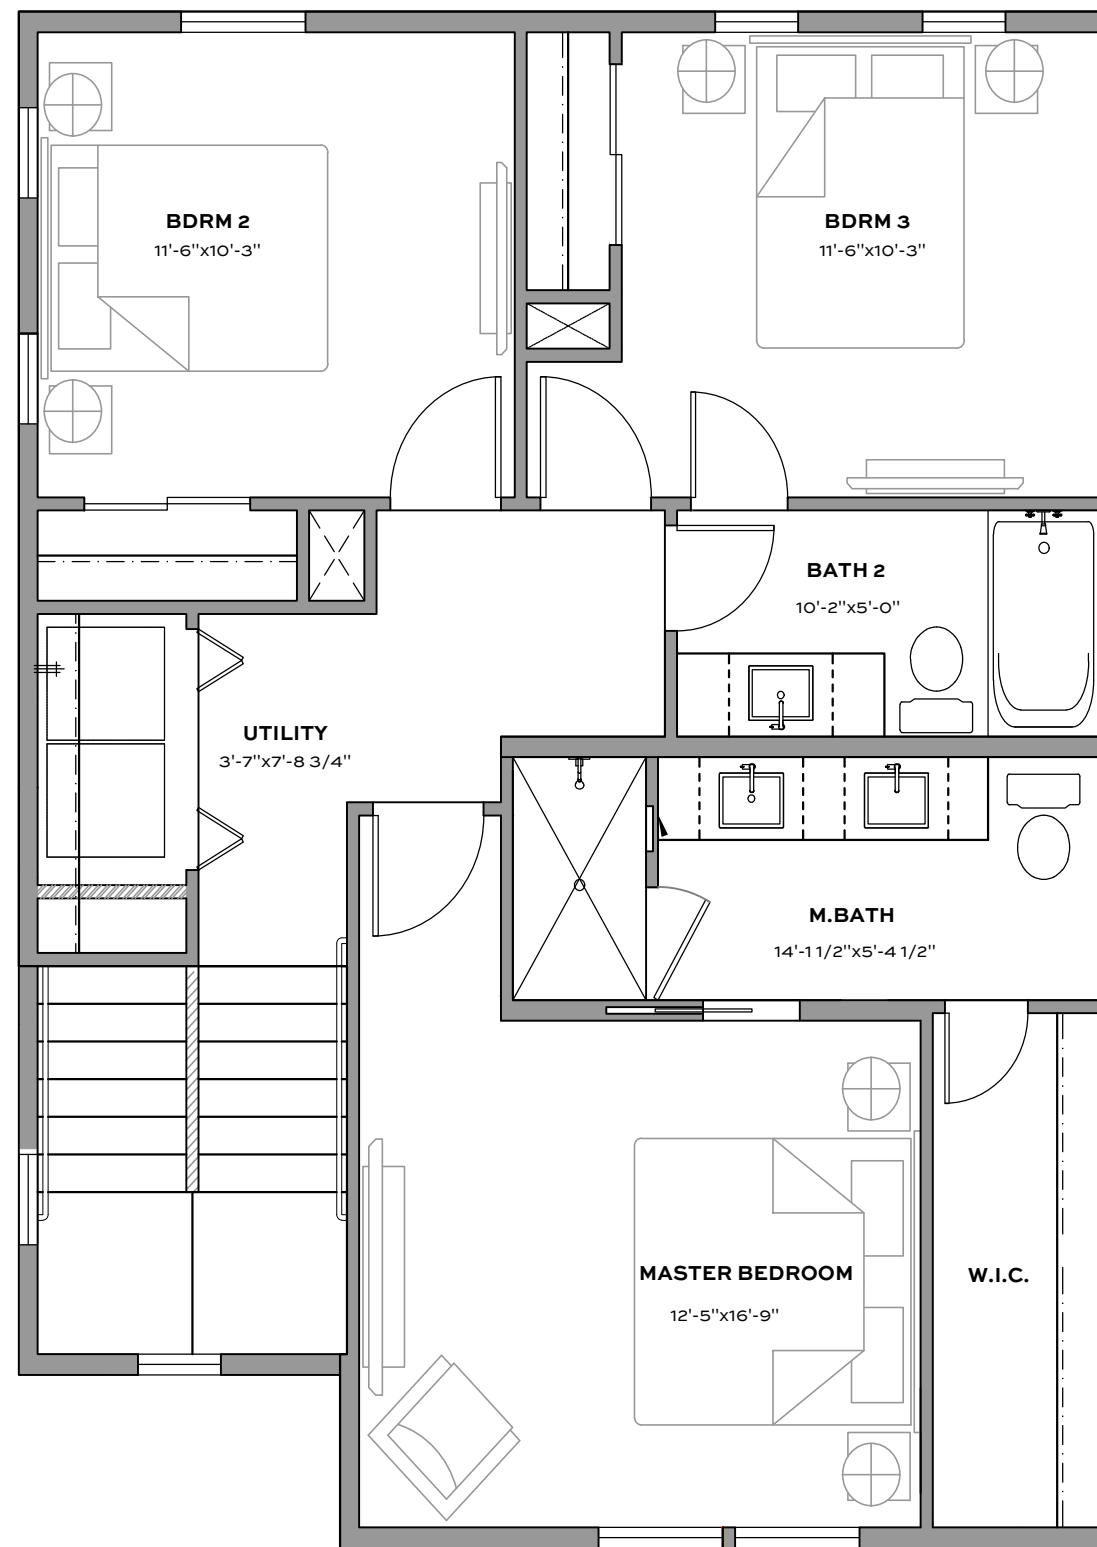 BDRM 2
11'-6"x10'-3"
BDRM 3
11'-6"x10'-3"
BATH 2
10'-2"x5'-0"
UTILITY
3'-7"x7'-8 3/4"
M.BATH
14'-1 1/2"x5'-4 1/2"
MASTER BEDROOM
12'-5"x16'-9"
W.I.C.